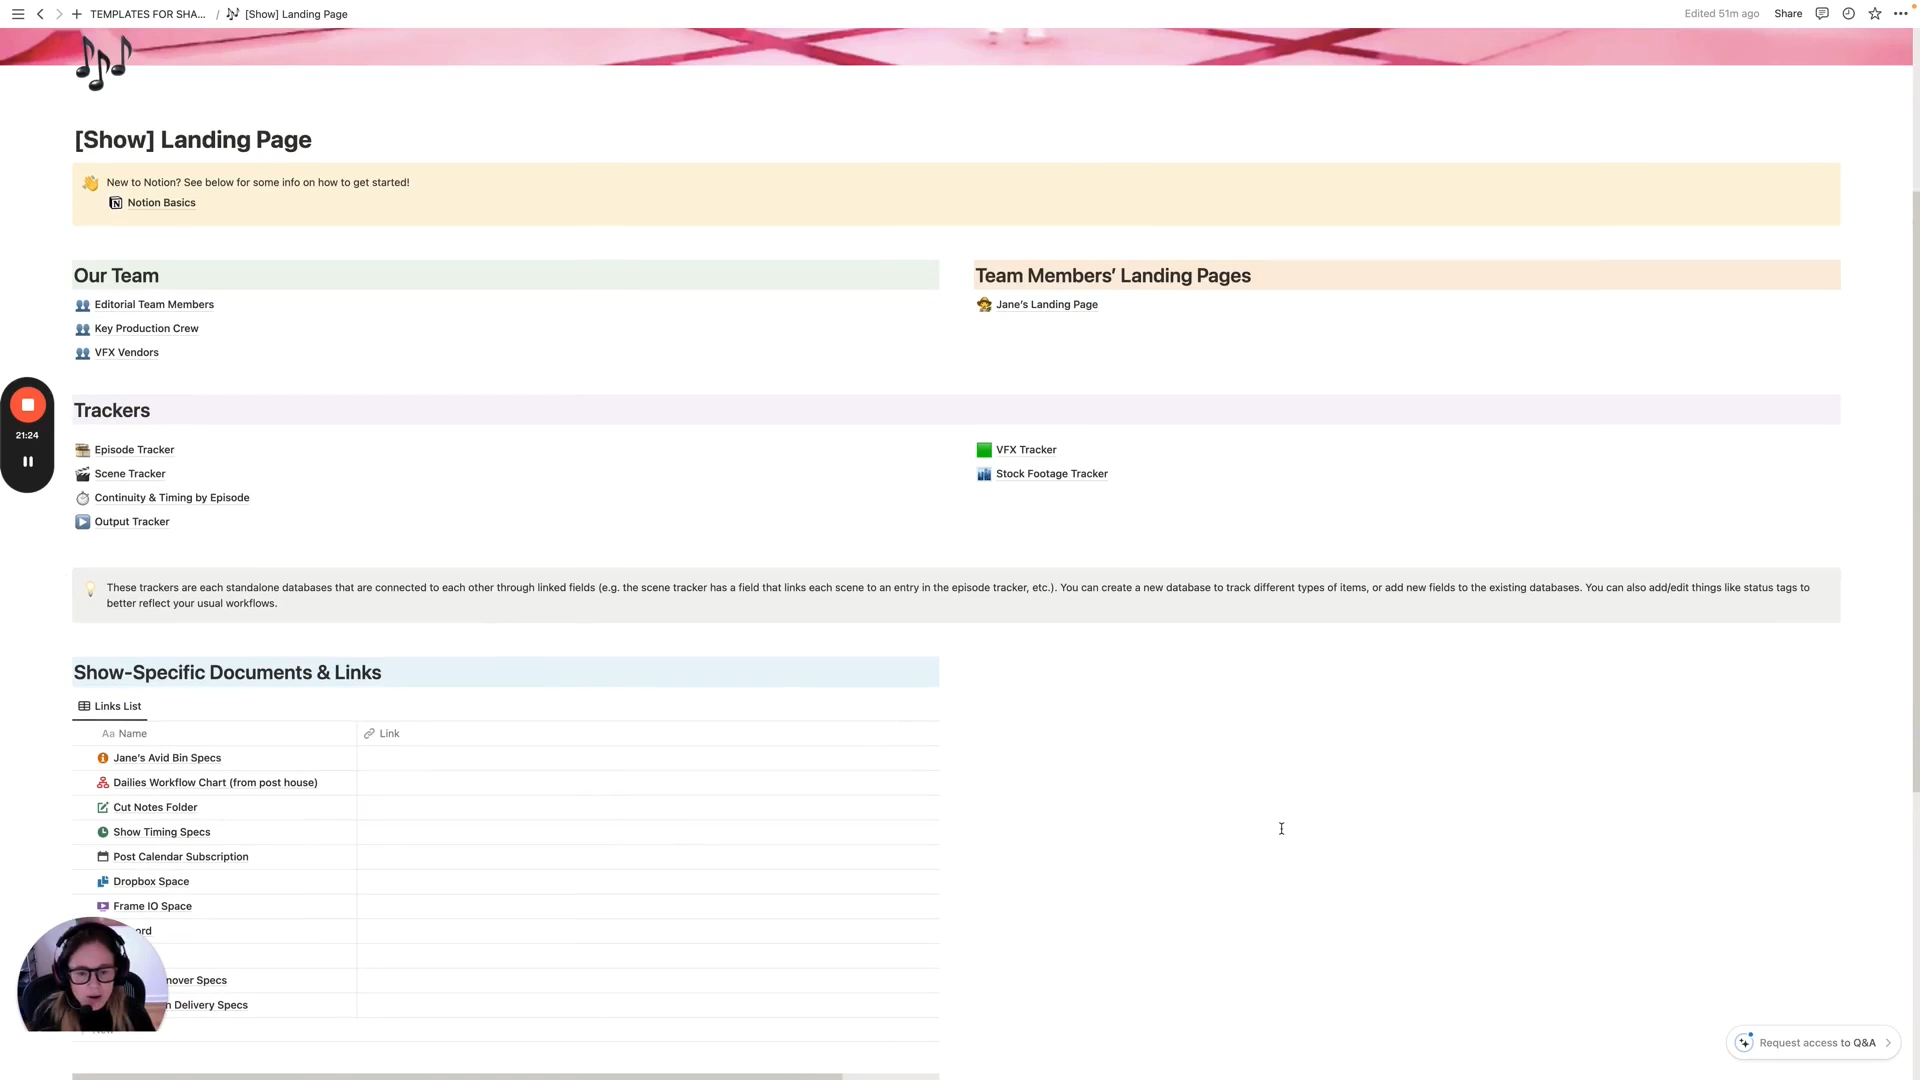 TEMPLATES FOR SHA... / [Show] Landing Page
Edited 51m ago Share
[Show] Landing Page
New to Notion? See below for some info on how to get started!
Notion Basics
Our Team
Editorial Team Members
Key Production Crew
VFX Vendors
Team Members’ Landing Pages
Jane’s Landing Page
Trackers
Episode Tracker
Scene Tracker
Continuity & Timing by Episode
Output Tracker
VFX Tracker
Stock Footage Tracker
21:24
These trackers are each standalone databases that are connected to each other through linked fields (e.g. the scene tracker has a field that links each scene to an entry in the episode tracker, etc.). You can create a new database to track different types of items, or add new fields to the existing databases. You can also add/edit things like status tags to
better reflect your usual workflows.
Show-Specific Documents & Links
Links List
Aa Name Link
Jane’s Avid Bin Specs
Dailies Workflow Chart (from post house)
Cut Notes Folder
Show Timing Specs
Post Calendar Subscription
Dropbox Space
Frame IO Space
Specs
Delivery Specs
Request access to Q&A